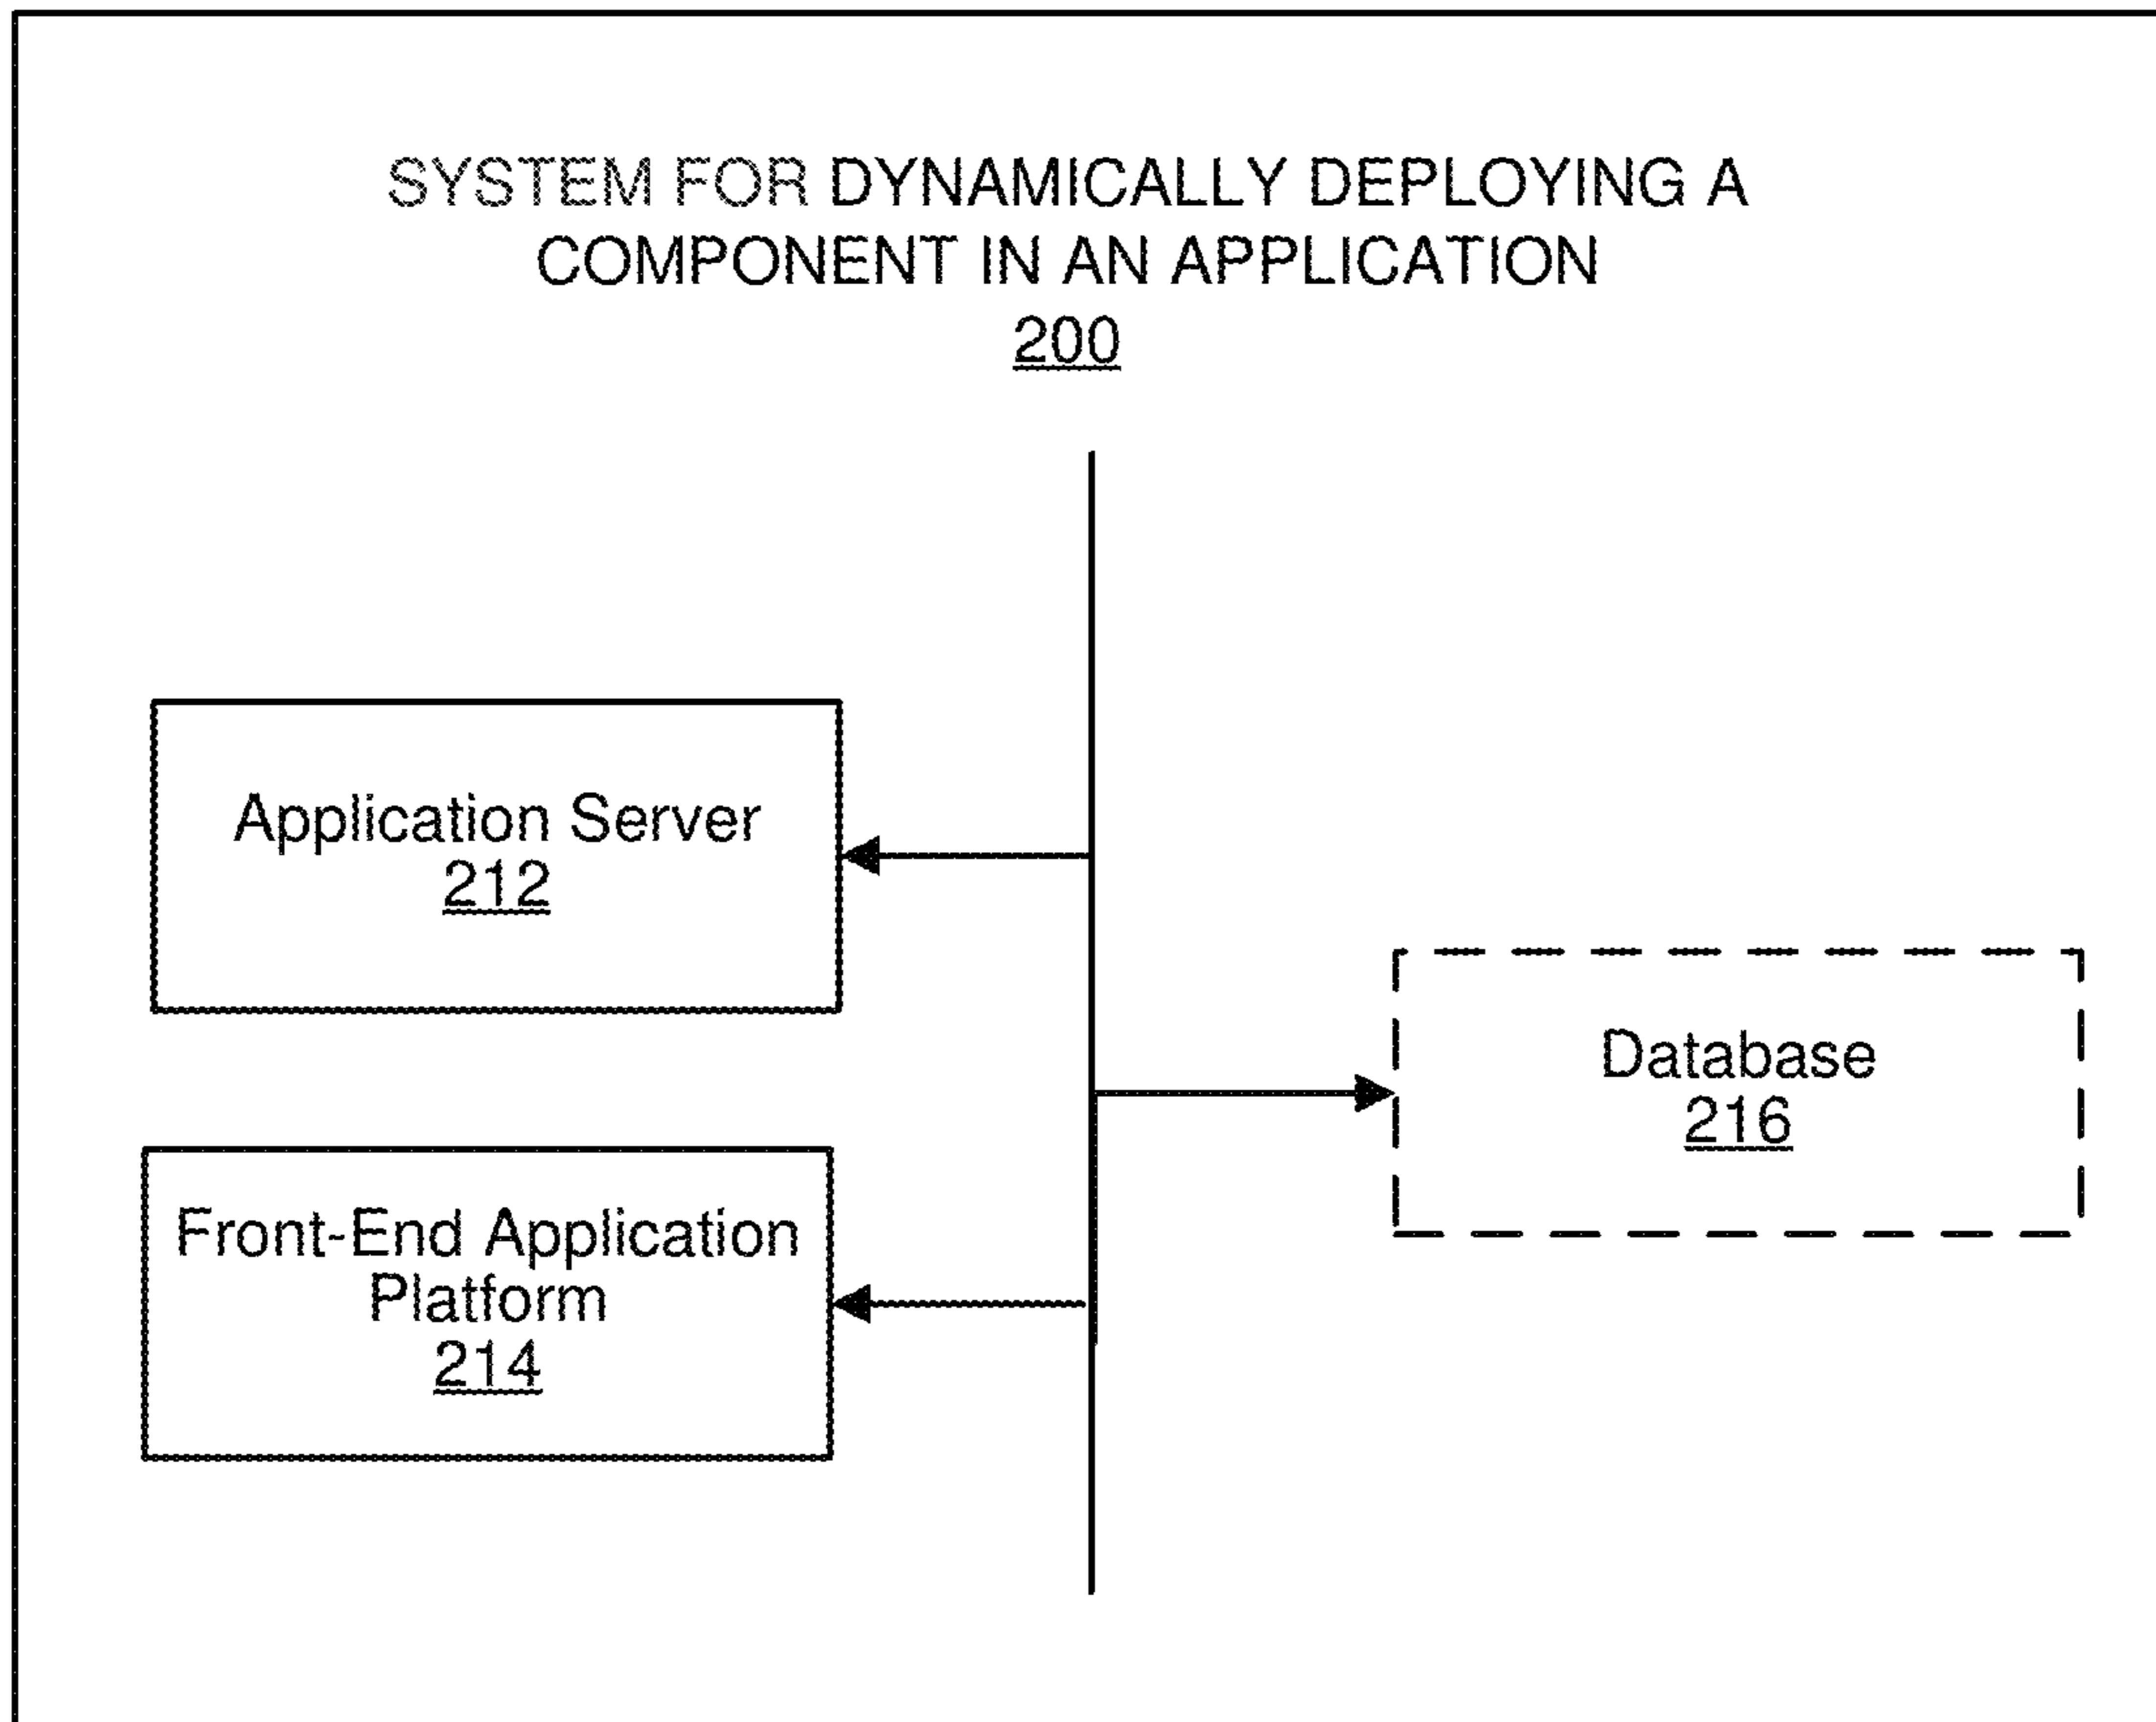 SYSTEM FOR DYNAMICALLY DEPLOYING A
COMPONENT IN AN APPLICATION
200
Application Server
212
Database
216
Front-End Application
Platform
214